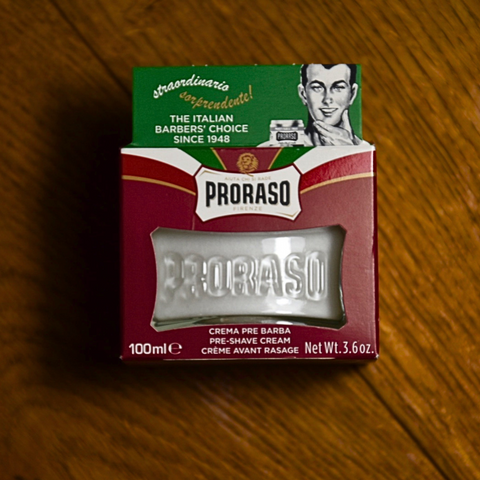 straordinario
sorprendente!
THE ITALIAN
BARBERS' CHOICE
SINCE 1948
PRORASO
PRORASO
FIRENZE
PRORASO
CREMA PRE BARBA
PRE-SHAVE CREAM
100ml e CRÈME AVANT RASAGE Net Wt. 3.6 oz.